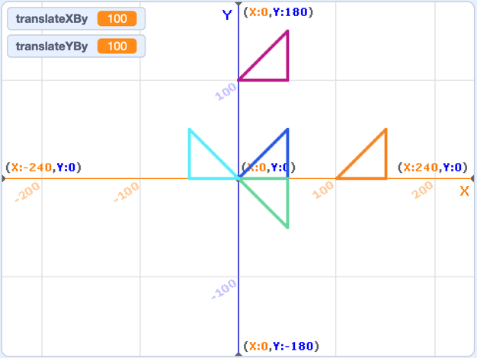 translateXBy 100
translateYBy 100
Y
(X:0,Y:180)
100
(X:-240,Y:0)
(X:0,Y:0)
(X:240,Y:0)
-200
-100
100
200
X
-100
(X:0,Y:-180)